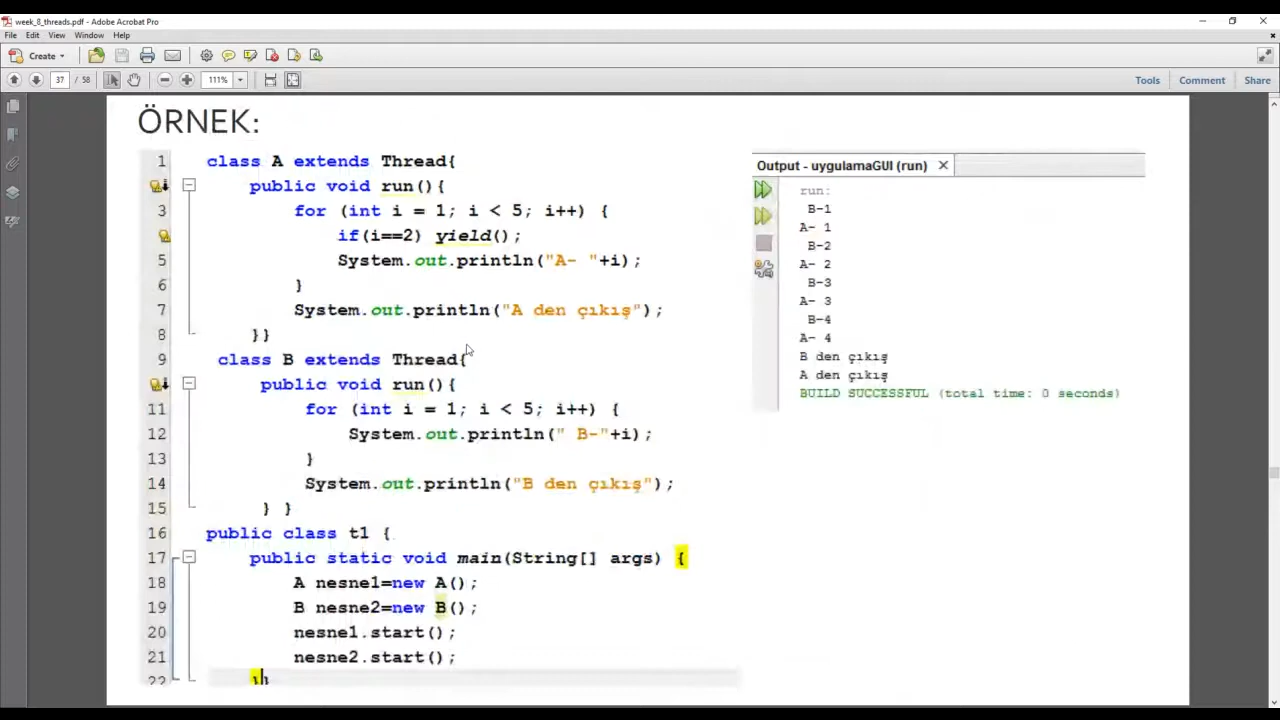 week_8_threads.pdf - Adobe Acrobat Pro
File Edit View Window Help
Create
37 / 58 111% Tools Comment Share
ÖRNEK:
1 class A extends Thread{
public void run(){
3 for (int i = 1; i < 5; i++) {
if(i==2) yield();
5 System.out.println("A- "+i);
6 }
7 System.out.println("A den çıkış");
8 }}
9 class B extends Thread{
public void run(){
11 for (int i = 1; i < 5; i++) {
12 System.out.println(" B-"+i);
13 }
14 System.out.println("B den çıkış");
15 } }
16 public class t1 {
17 public static void main(String[] args) {
18 A nesne1=new A();
19 B nesne2=new B();
20 nesne1.start();
21 nesne2.start();
22 }}
Output - uygulamaGUI (run)
run:
B-1
A- 1
B-2
A- 2
B-3
A- 3
B-4
A- 4
B den çıkış
A den çıkış
BUILD SUCCESSFUL (total time: 0 seconds)